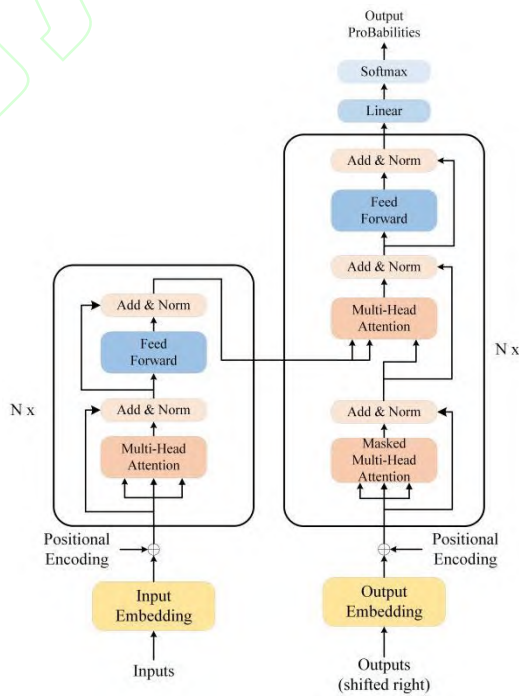 Output
ProBabilities
Softmax
Linear
Add & Norm
Feed
Forward
Add & Norm
Multi-Head
Attention
Add & Norm
Masked
Multi-Head
Attention
N x
Positional
Encoding
Output
Embedding
Outputs
(shifted right)
Add & Norm
Feed
Forward
Add & Norm
Multi-Head
Attention
N x
Positional
Encoding
Input
Embedding
Inputs